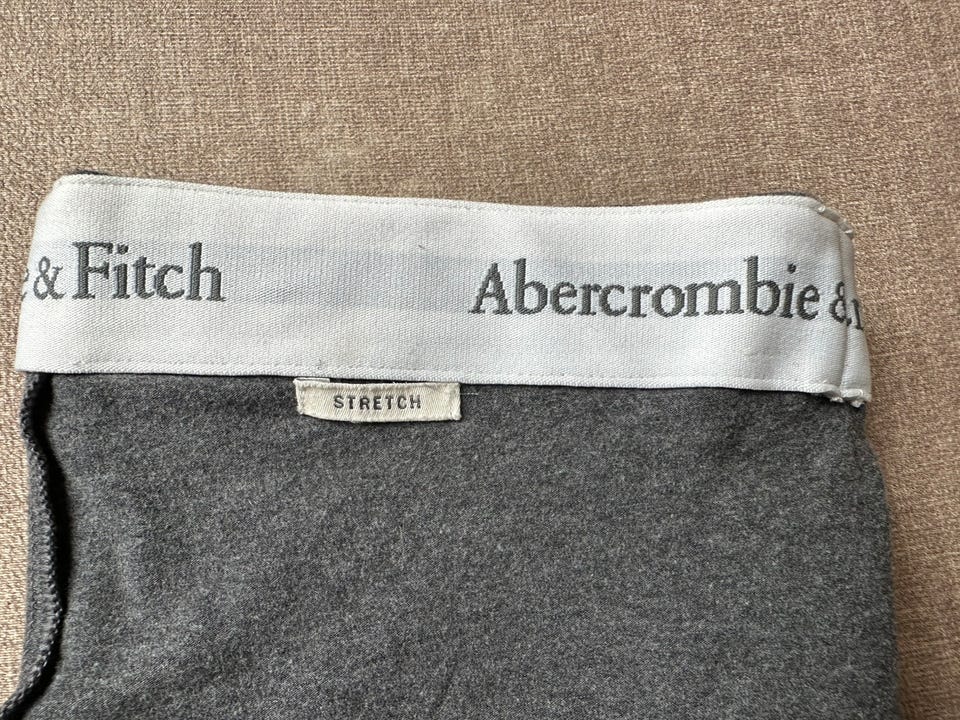 & Fitch Abercrombie &
STRETCH